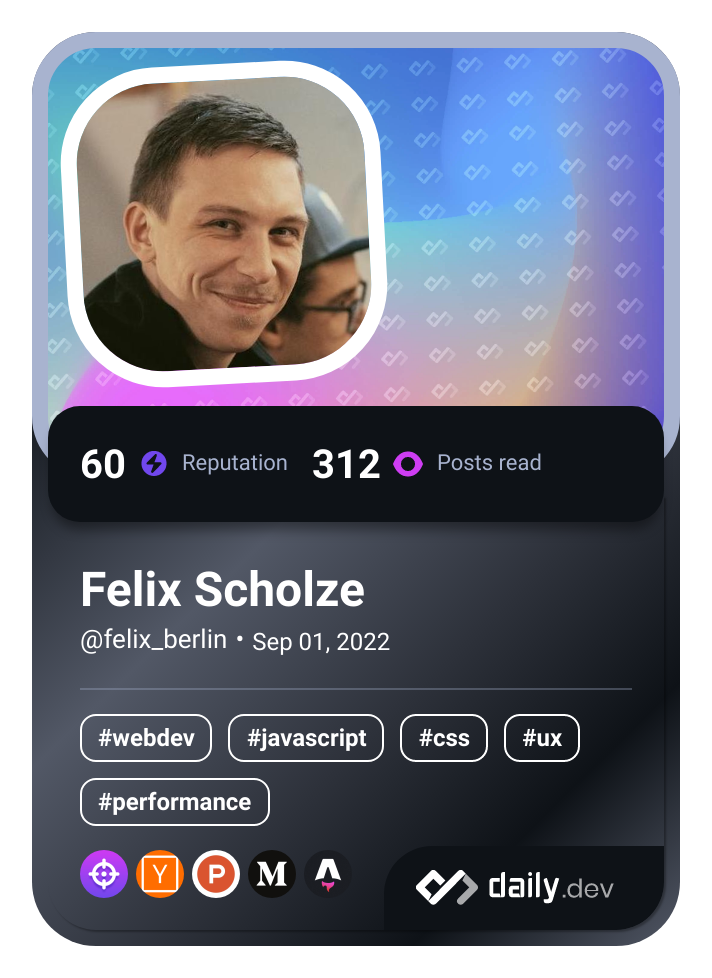 60 Reputation 312 Posts read
Felix Scholze
@felix_berlin • Sep 01, 2022
#webdev #javascript #css #ux
#performance
Y P M daily.dev